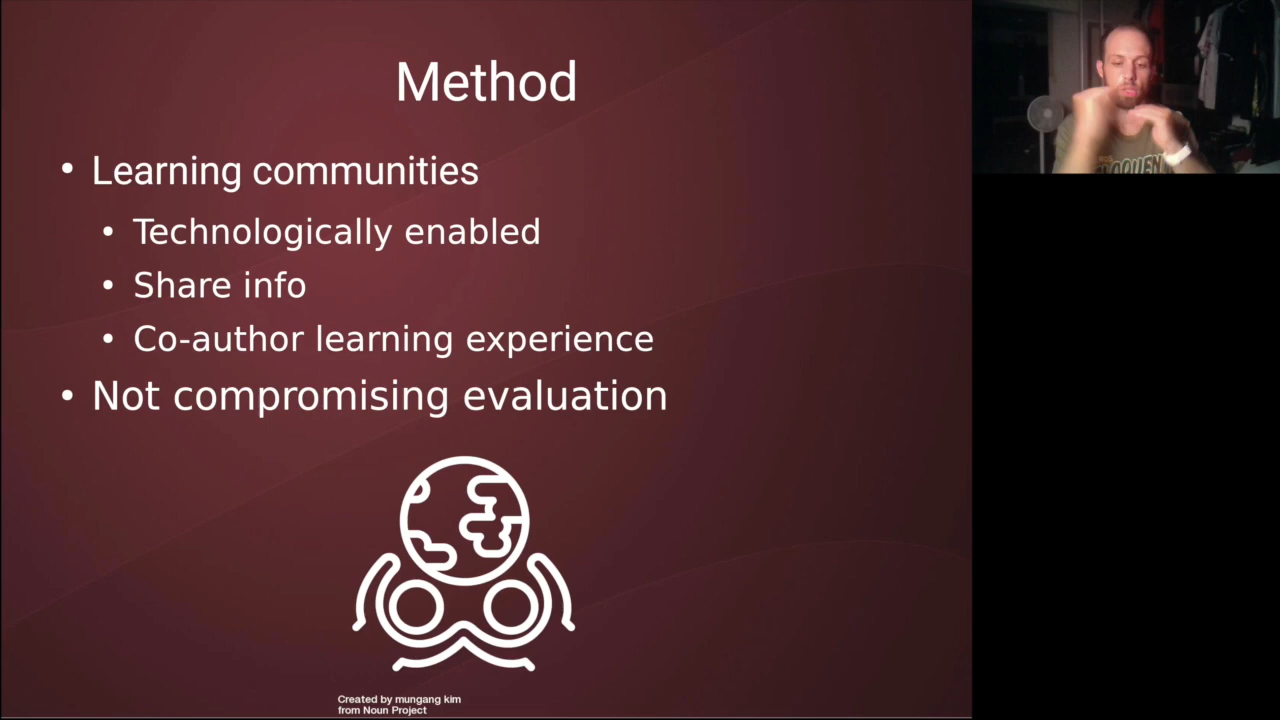 Method
Learning communities
Technologically enabled
Share info
Co-author learning experience
Not compromising evaluation
Created by mungang kim
from Noun Project